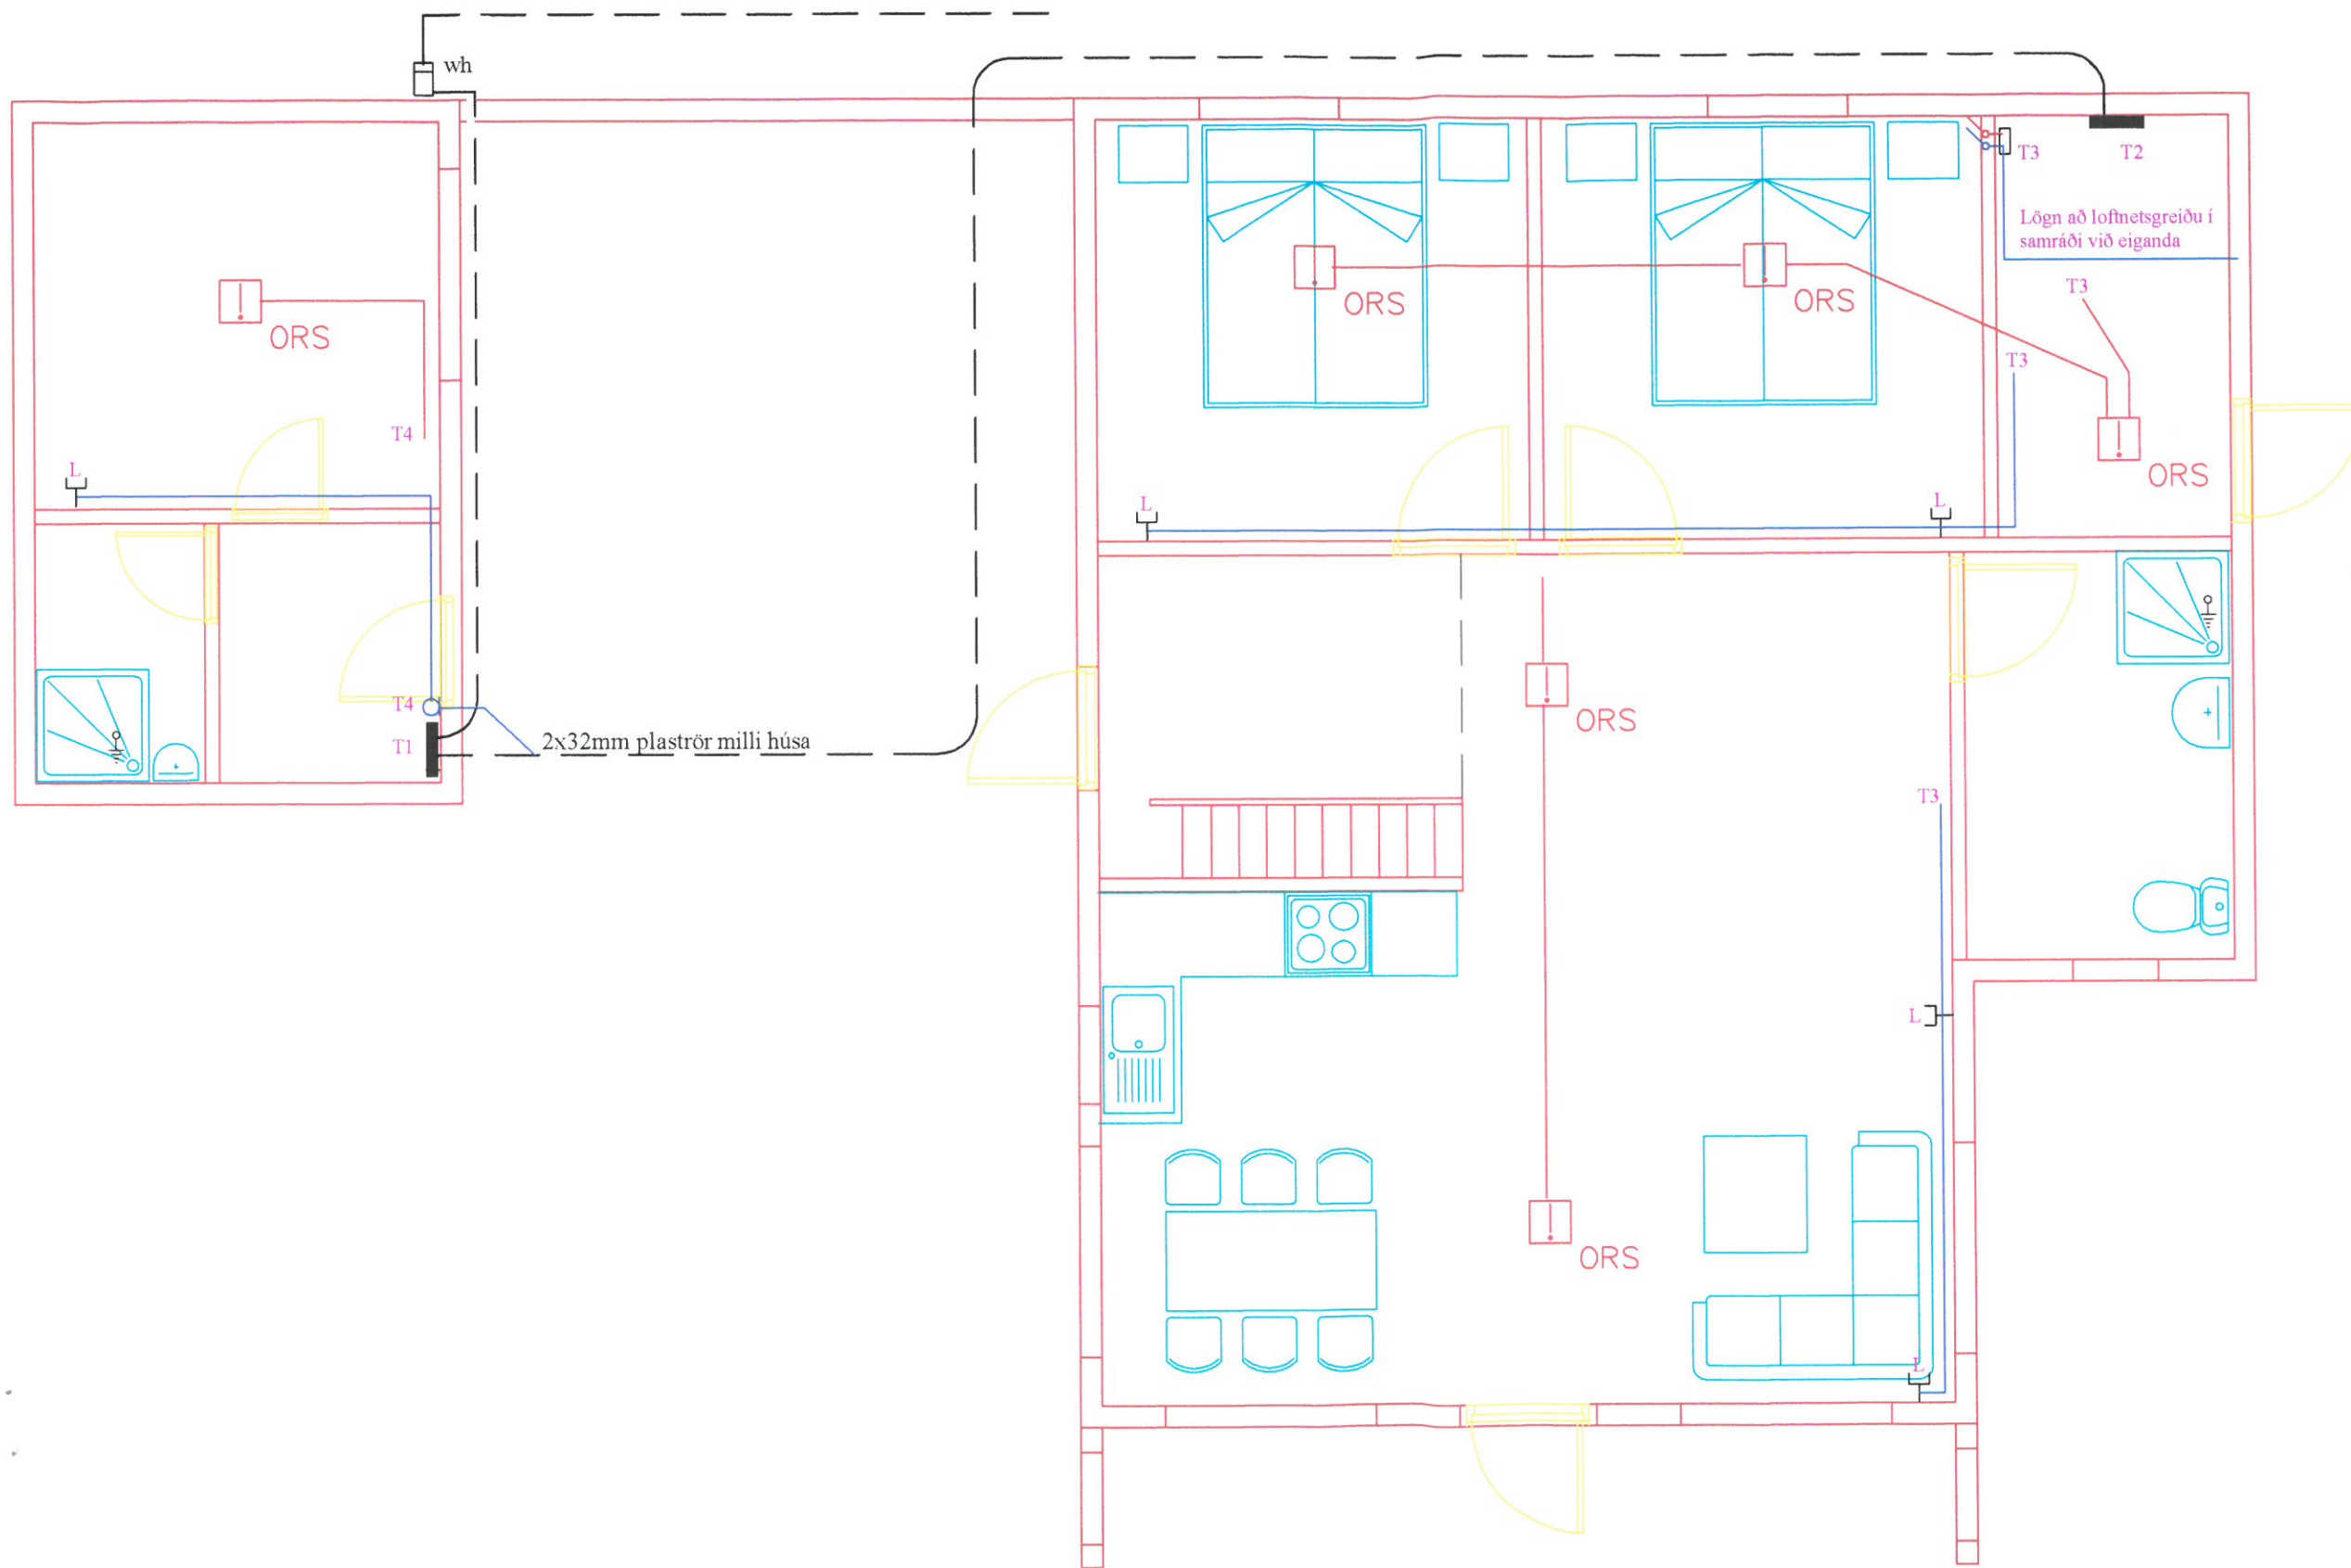 wh
T3
T2
Lögn að loftnetsgreiðu í
samráði við eiganda
T3
ORS
ORS
ORS
T3
T4
ORS
L
L
L
T4
T1
2x32mm plaströr milli húsa
ORS
T3
L
ORS
L